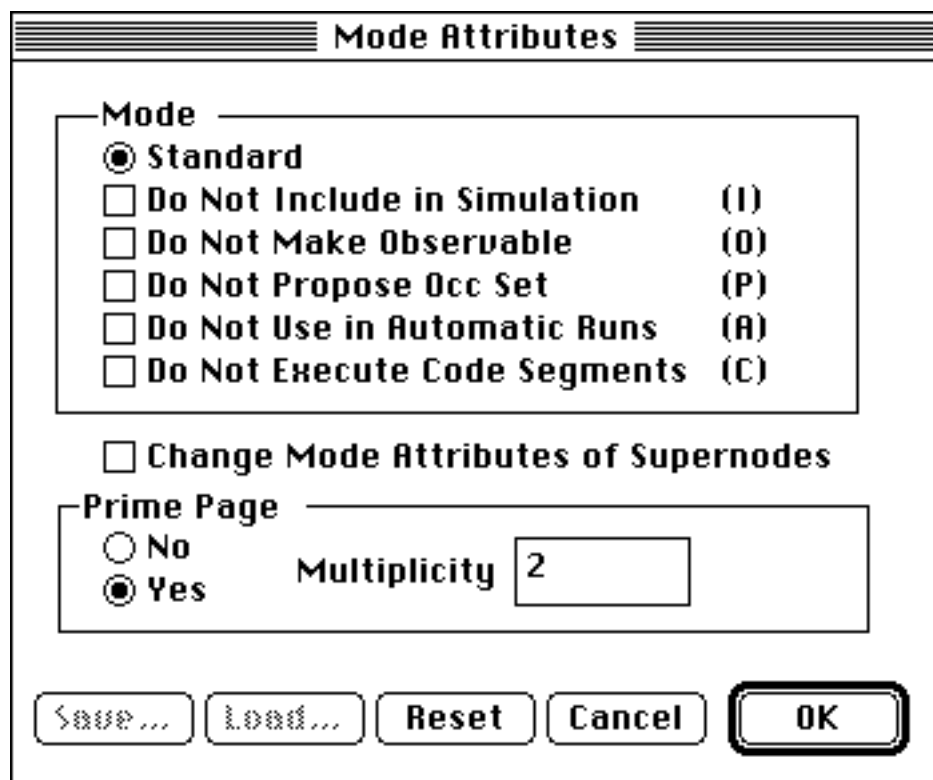 Mode Attributes
Mode
Standard
Do Not Include in Simulation (I)
Do Not Make Observable (O)
Do Not Propose Occ Set (P)
Do Not Use in Automatic Runs (A)
Do Not Execute Code Segments (C)
Change Mode Attributes of Supernodes
Prime Page
No
Multiplicity 2
Yes
Save... Load... Reset Cancel OK